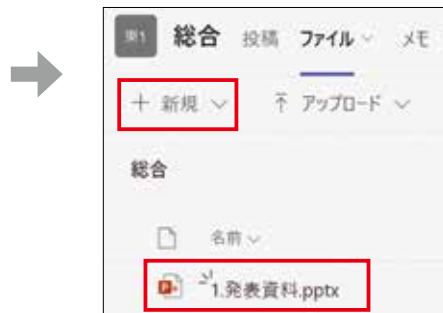 総合 投稿 ファイル メモ
+ 新規 アップロード
総合
名前
1.発表資料.pptx